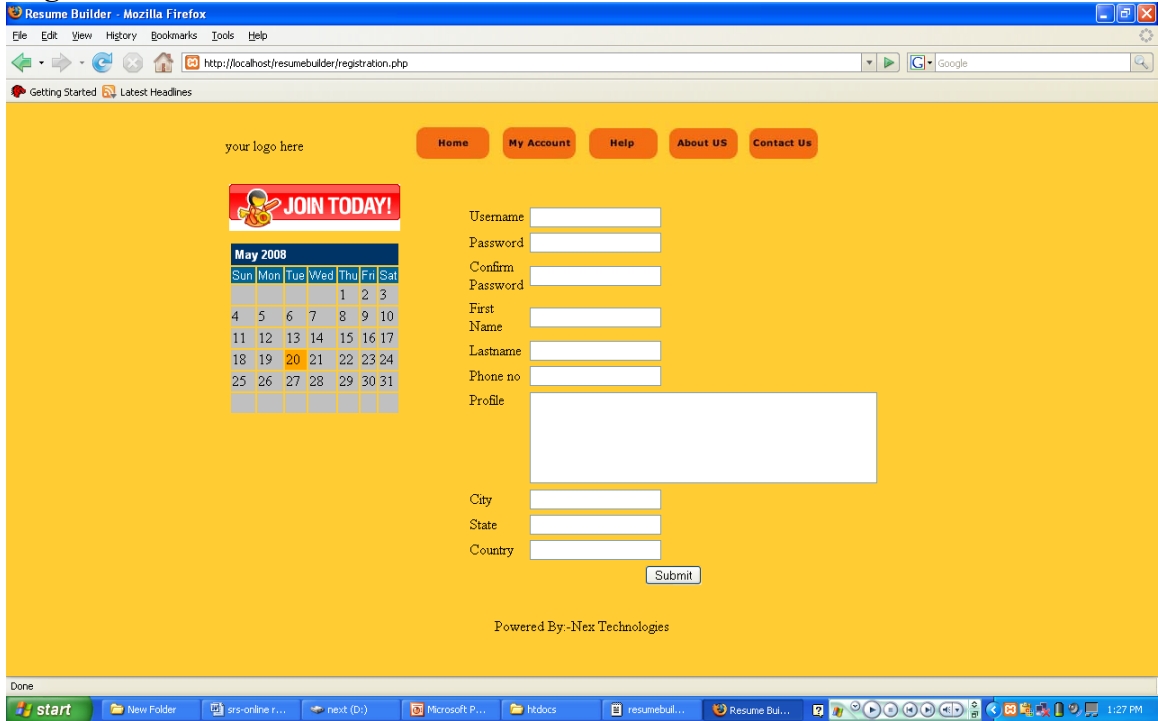 Resume Builder - Mozilla Firefox
File Edit View History Bookmarks Tools Help
http://localhost/resumebuilder/registration.php
G Google
Getting Started Latest Headlines
your logo here
Home My Account Help About US Contact Us
JOIN TODAY!
May 2008
Sun Mon Tue Wed Thu Fri Sat
1 2 3
4 5 6 7 8 9 10
11 12 13 14 15 16 17
18 19 20 21 22 23 24
25 26 27 28 29 30 31
Username
Password
Confirm
Password
First
Name
Lastname
Phone no
Profile
City
State
Country
Submit
Powered By:-Nex Technologies
Done
start New Folder srs-online r... next (D:) Microsoft P... htdocs resumebuil... Resume Bui... 1:27 PM